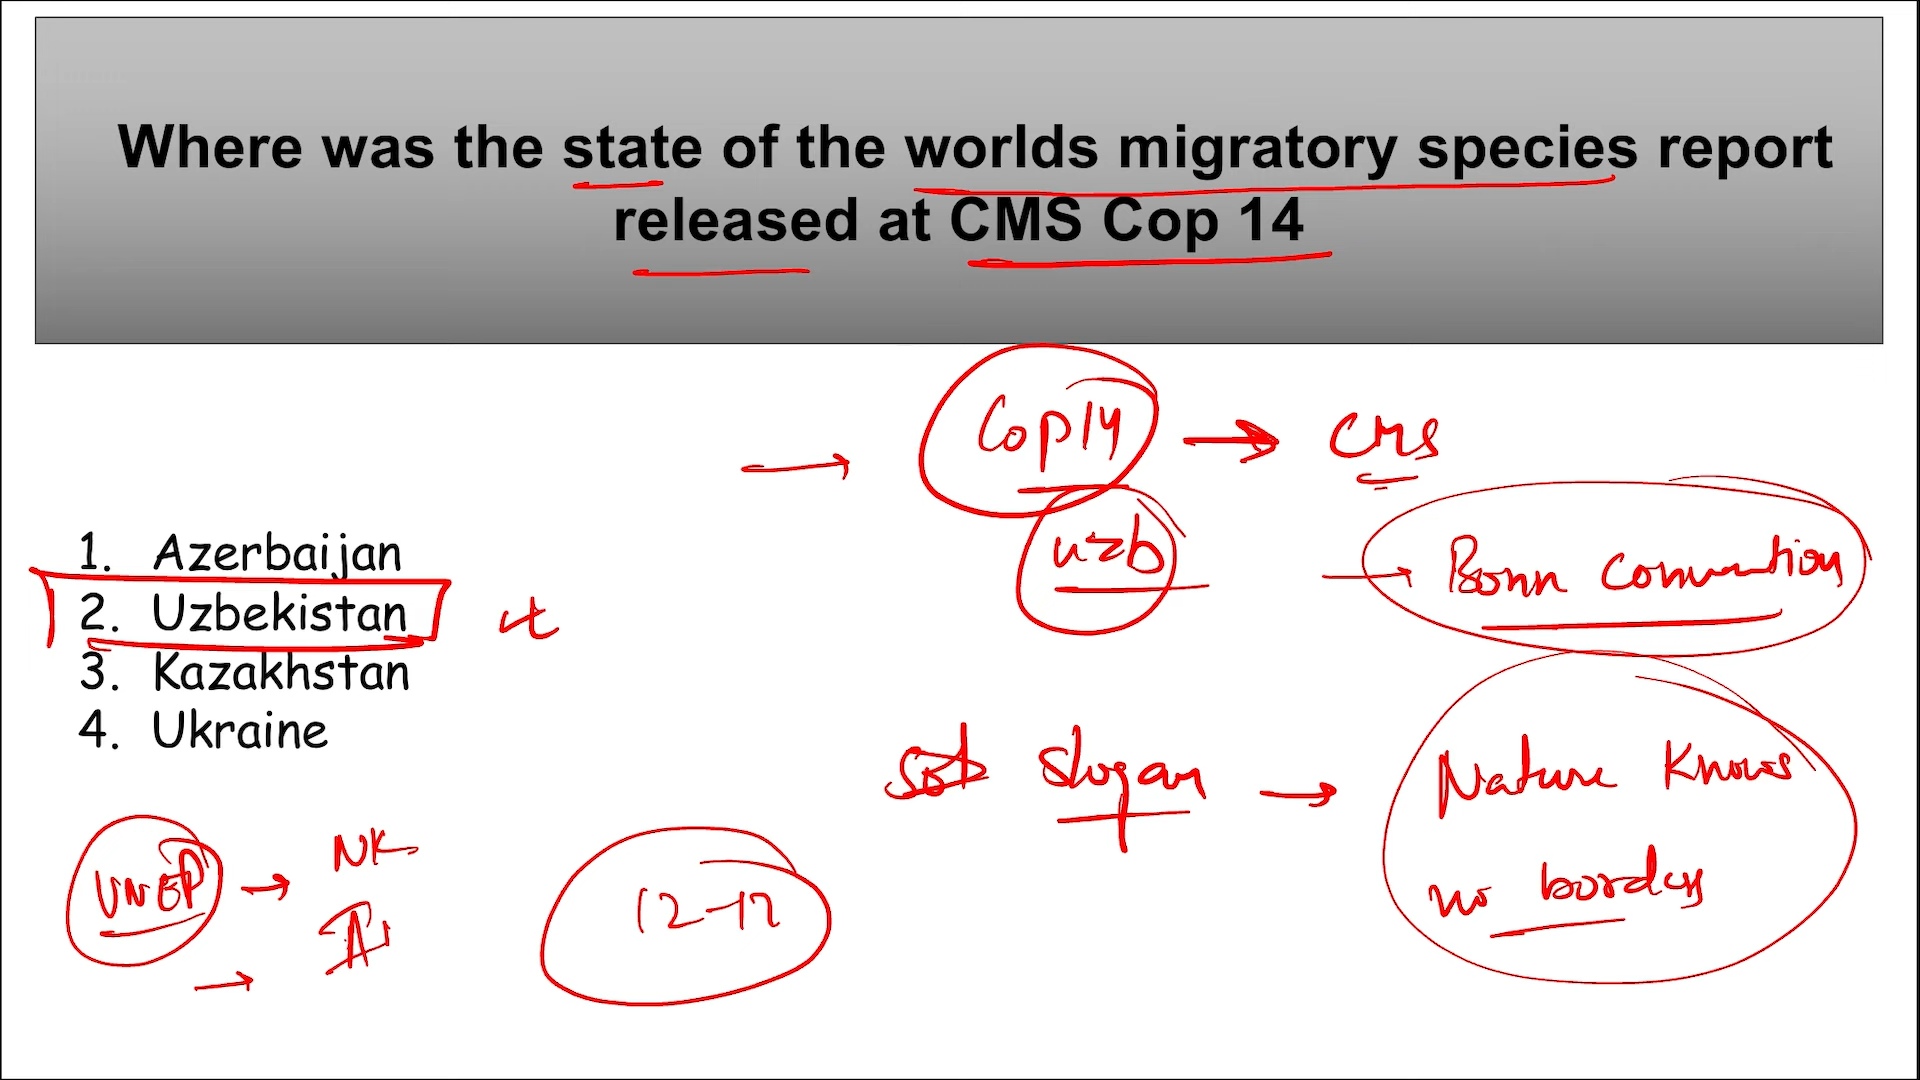 Where was the state of the worlds migratory species report
released at CMS Cop 14
Cop14 → CMS
uzb
→ Bonn Convention
1. Azerbaijan
2. Uzbekistan
3. Kazakhstan
4. Ukraine
slogan → Nature Knows
no borders
UNEP → NK
12-17